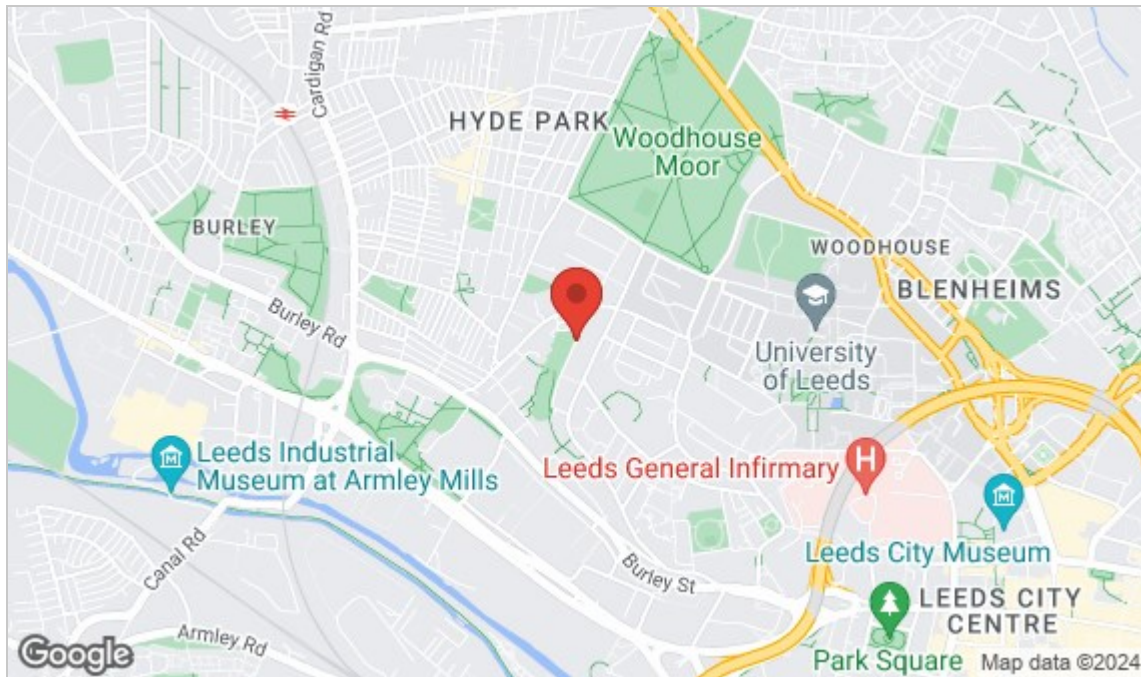 Cardigan Rd
HYDE PARK
Woodhouse
Moor
BURLEY
WOODHOUSE
BLENHEIMS
Burley Rd
University
of Leeds
Leeds Industrial
Museum at Armley Mills
Leeds General Infirmary
H
M
M
Leeds City Museum
Canal Rd
Burley St
LEEDS CITY
CENTRE
Armley Rd
Park Square
Google
Map data ©2024